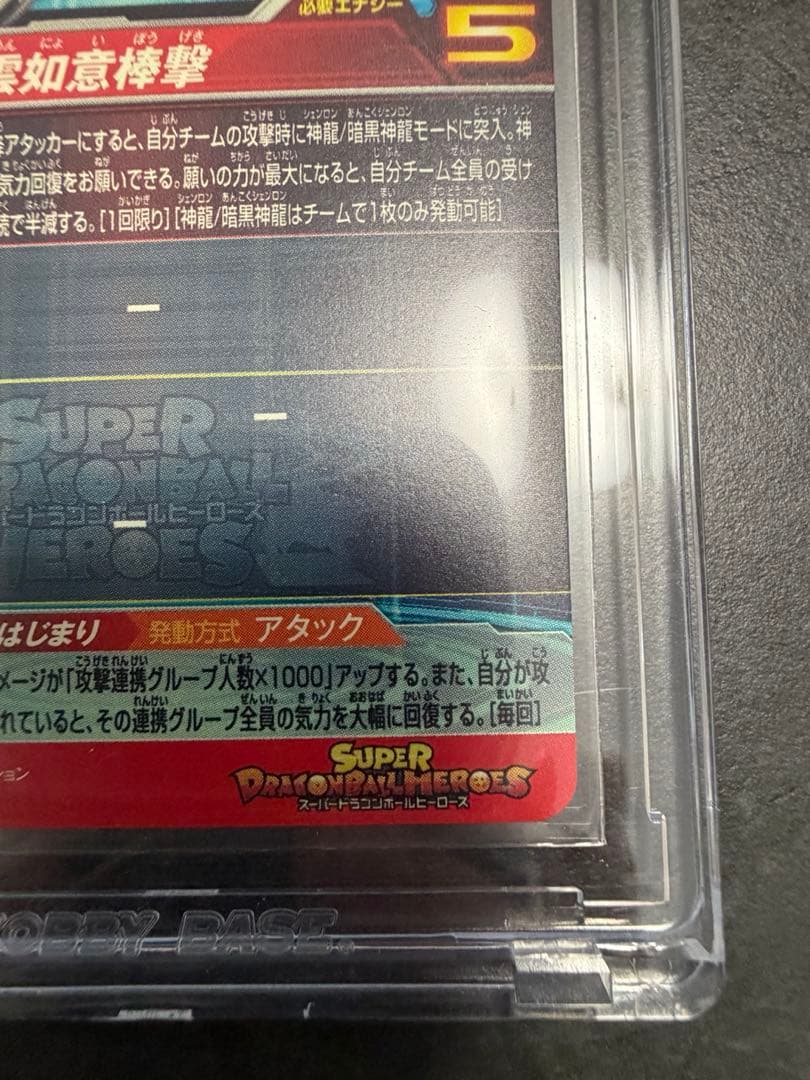 必殺エナジー
5
雲如意棒撃
アタッカーにすると、自分チームの攻撃時に神龍/暗黒神龍モードに突入。神
気力回復をお願いできる。願いの力が最大になると、自分チーム全員の受け
続で半減する。[1回限り][神龍/暗黒神龍はチームで1枚のみ発動可能]
SUPER
DRAGONBALL
スーパードラゴンボールヒーローズ
HEROES
はじまり 発動方式 アタック
メージが「攻撃連携グループ人数×1000」アップする。また、自分が攻
れていると、その連携グループ全員の気力を大幅に回復する。[毎回]
ション
SUPER
DRAGONBALL HEROES
スーパードラゴンボールヒーローズ
HOBBY BASE